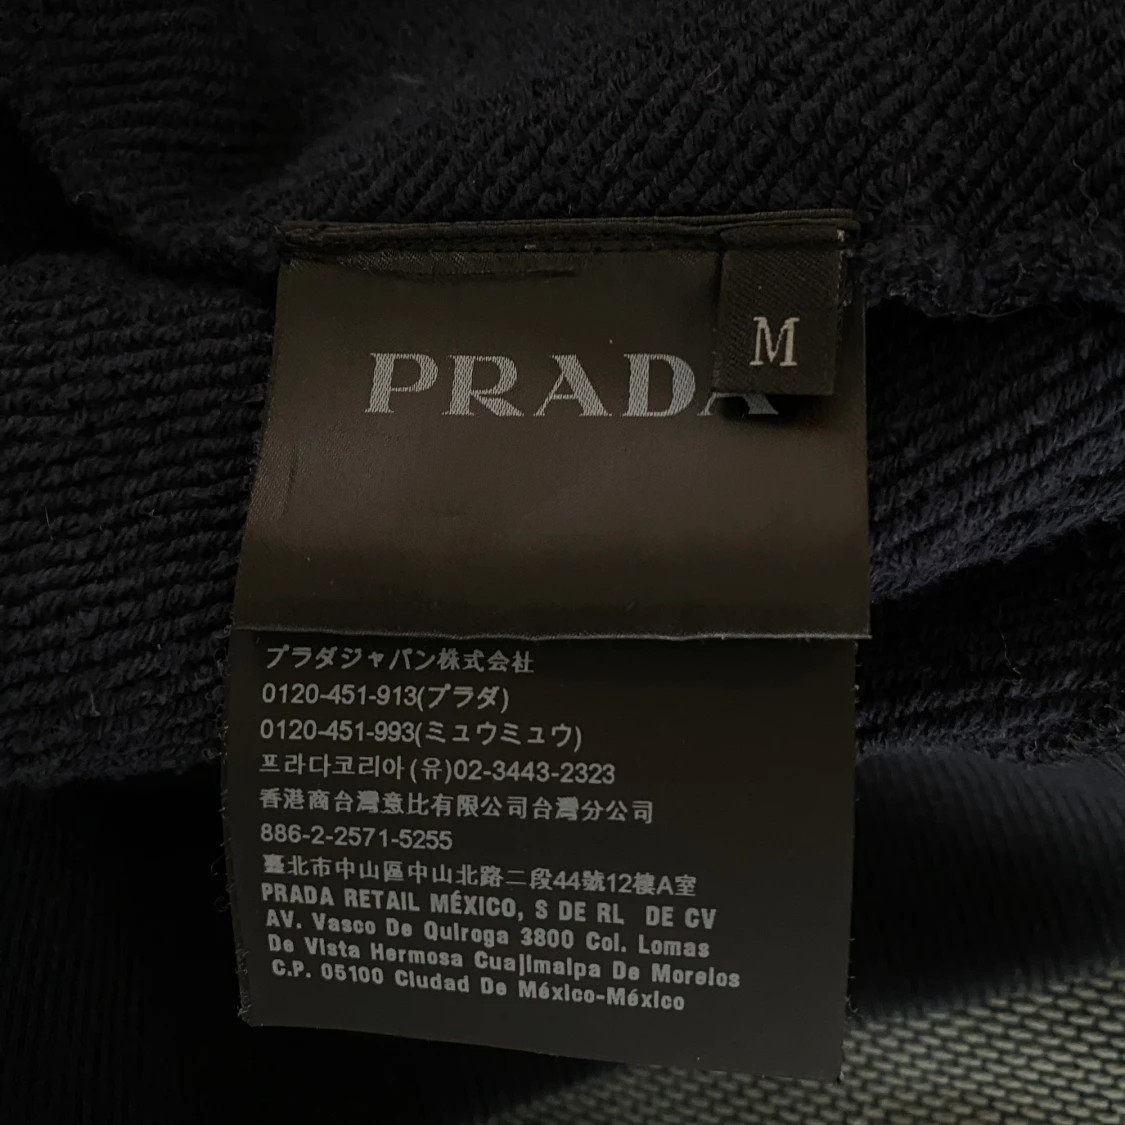 PRADA
M
プラダジャパン株式会社
0120-451-913(プラダ)
0120-451-993(ミュウミュウ)
프라다코리아(유)02-3443-2323
香港商台灣意比有限公司台灣分公司
886-2-2571-5255
臺北市中山區中山北路二段44號12樓A室
PRADA RETAIL MÉXICO, S DE RL DE CV
AV. Vasco De Quiroga 3800 Col. Lomas
De Vista Hermosa Cuajimalpa De Morelos
C.P. 05100 Ciudad De México-México